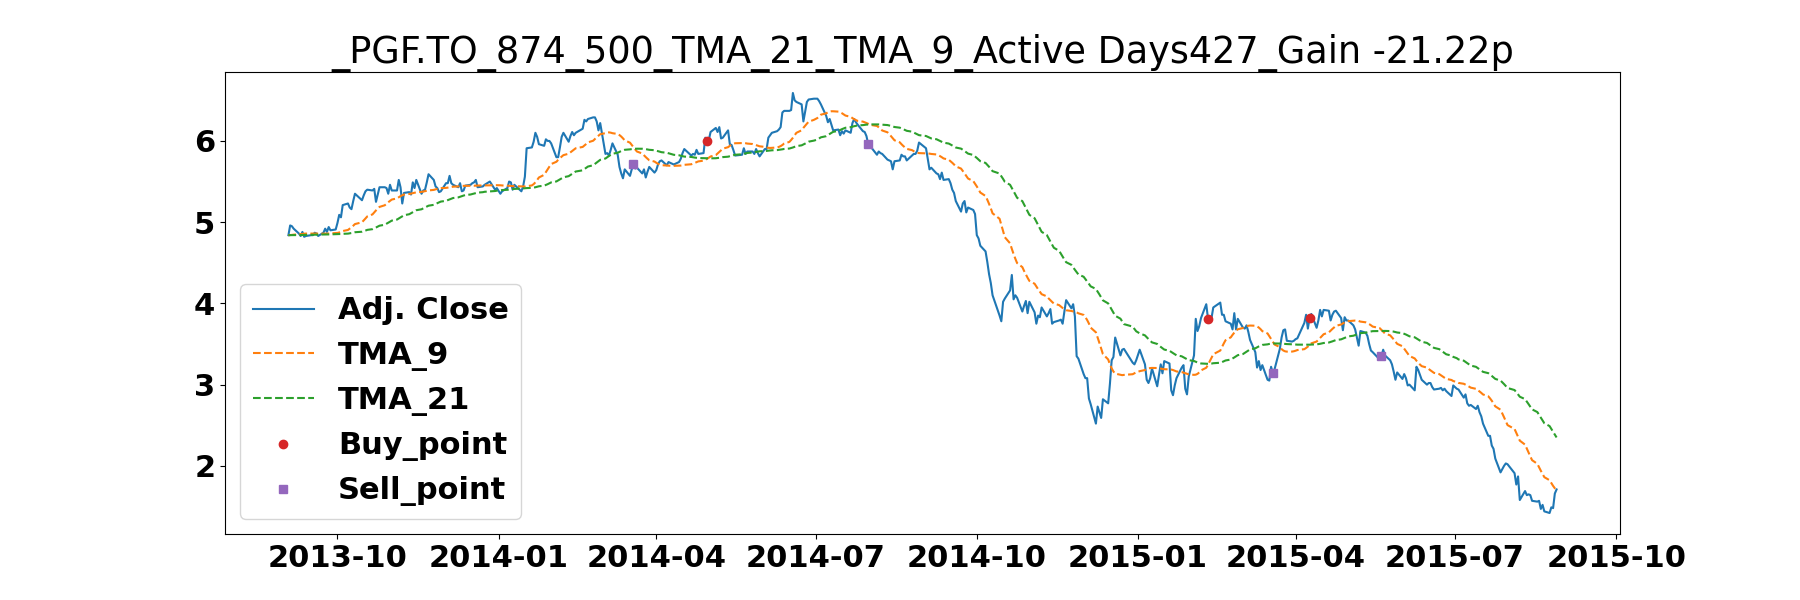 _PGF.TO_874_500_TMA_21_TMA_9_Active Days427_Gain -21.22p
6
5
4
3
2
Adj. Close
TMA_9
TMA_21
Buy_point
Sell_point
2013-10 2014-01 2014-04 2014-07 2014-10 2015-01 2015-04 2015-07 2015-10